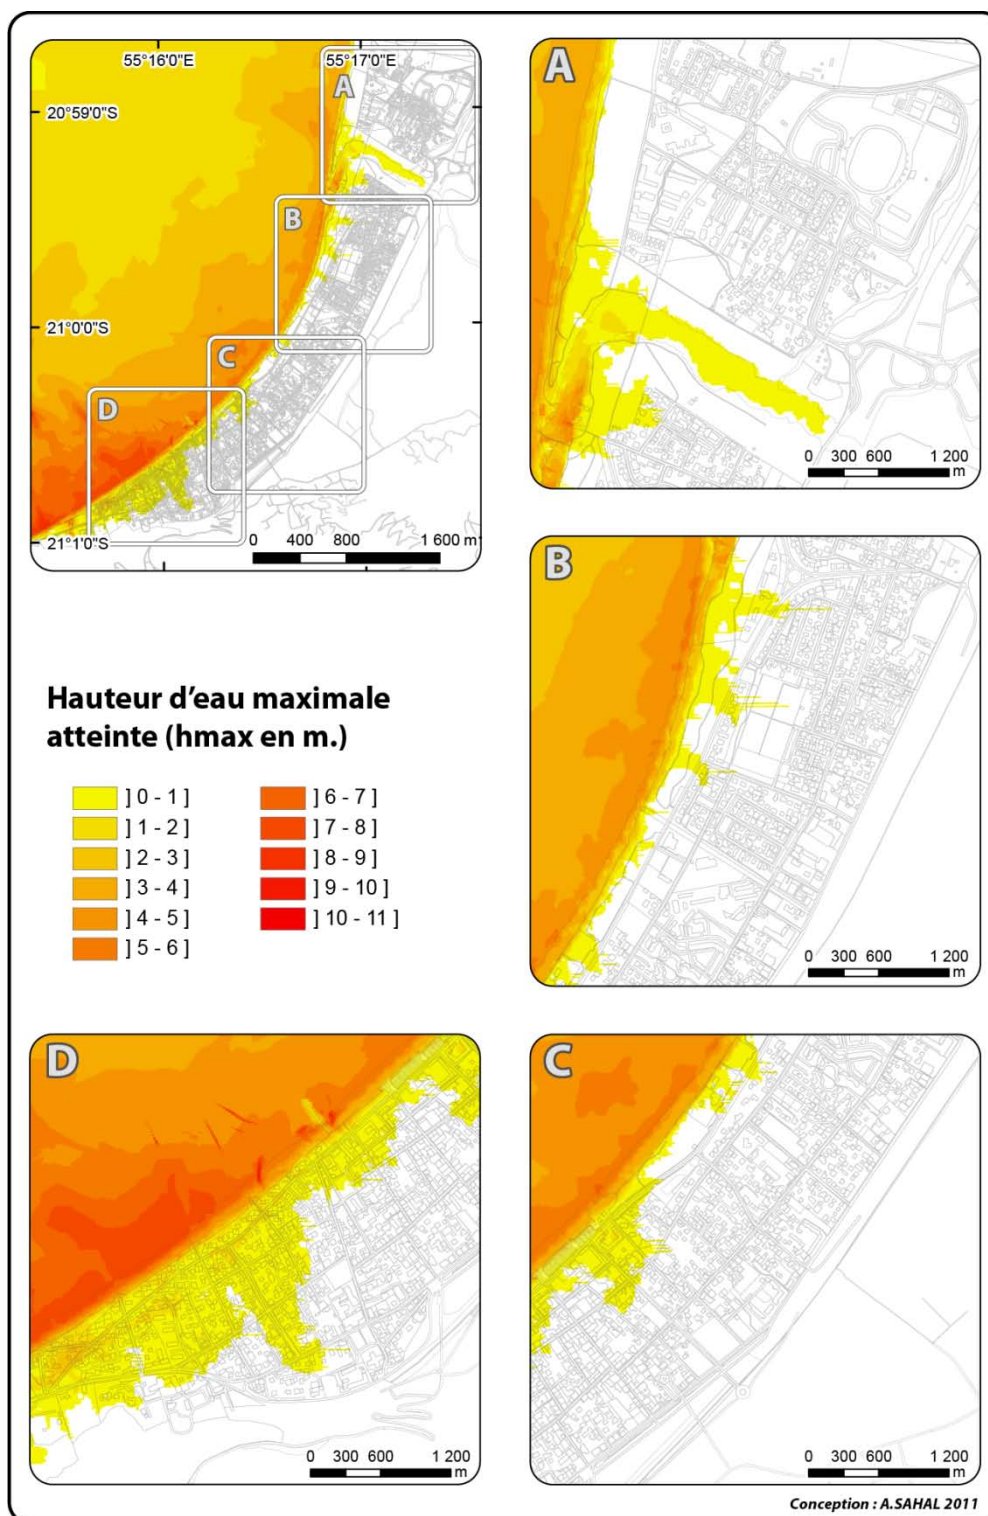 55°16'0"E
55°17'0"E
20°59'0"S
21°0'0"S
21°1'0"S
A
B
C
D
0 400 800 1 600 m
A
0 300 600 1 200
m
B
0 300 600 1 200
m
Hauteur d'eau maximale
atteinte (hmax en m.)
] 0 - 1 ]
] 1 - 2 ]
] 2 - 3 ]
] 3 - 4 ]
] 4 - 5 ]
] 5 - 6 ]
] 6 - 7 ]
] 7 - 8 ]
] 8 - 9 ]
] 9 - 10 ]
] 10 - 11 ]
D
0 300 600 1 200
m
C
0 300 600 1 200
m
Conception : A.SAHAL 2011